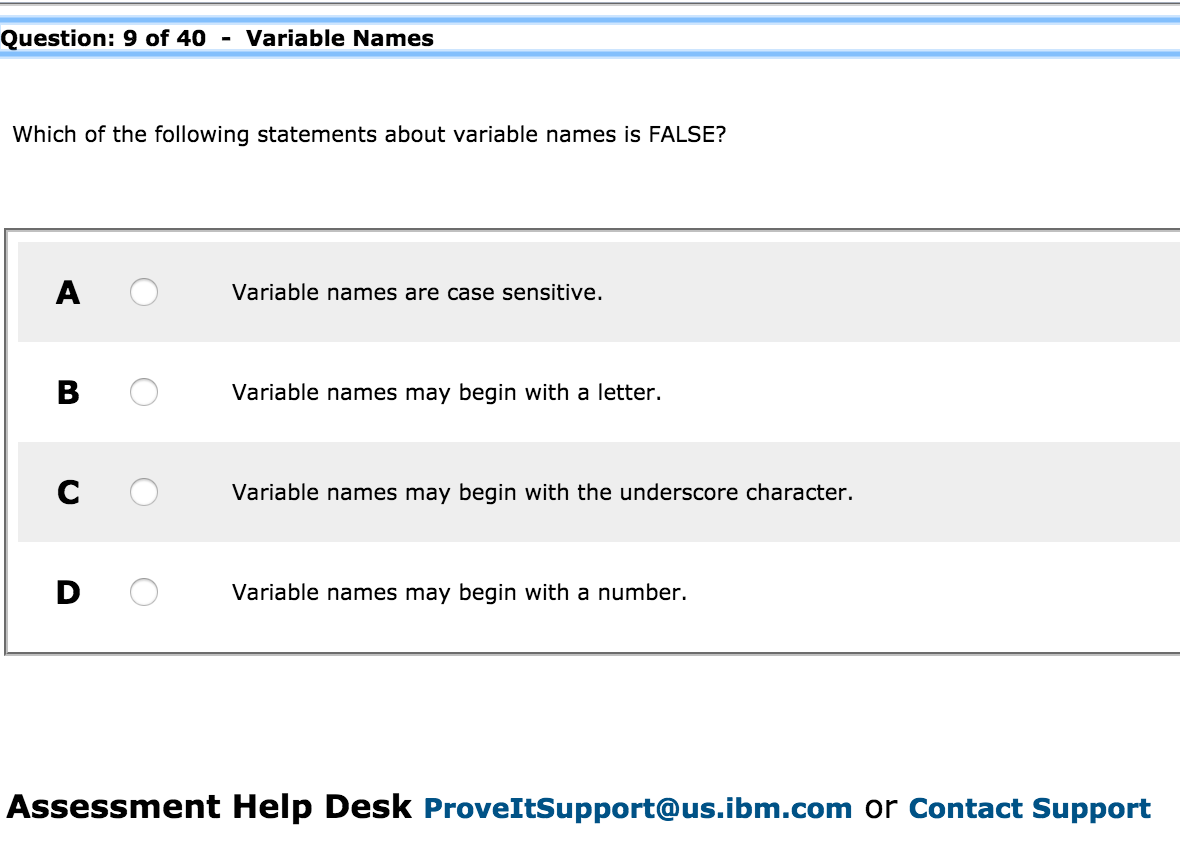 Question: 9 of 40 - Variable Names
Which of the following statements about variable names is FALSE?
A Variable names are case sensitive.
B Variable names may begin with a letter.
C Variable names may begin with the underscore character.
D Variable names may begin with a number.
Assessment Help Desk ProveItSupport@us.ibm.com or Contact Support